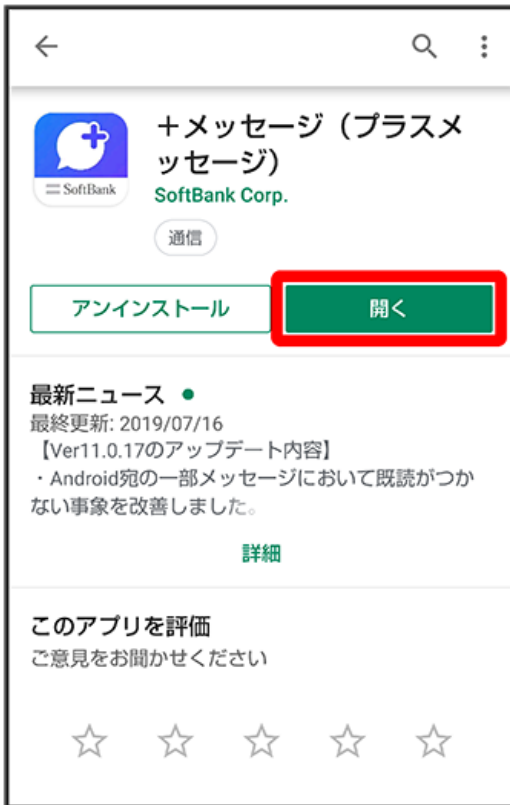 ＋メッセージ（プラスメ
ッセージ）
SoftBank
SoftBank Corp.
通信
アンインストール
開く
最新ニュース
最終更新: 2019/07/16
【Ver11.0.17のアップデート内容】
・Android宛の一部メッセージにおいて既読がつか
ない事象を改善しました。
詳細
このアプリを評価
ご意見をお聞かせください